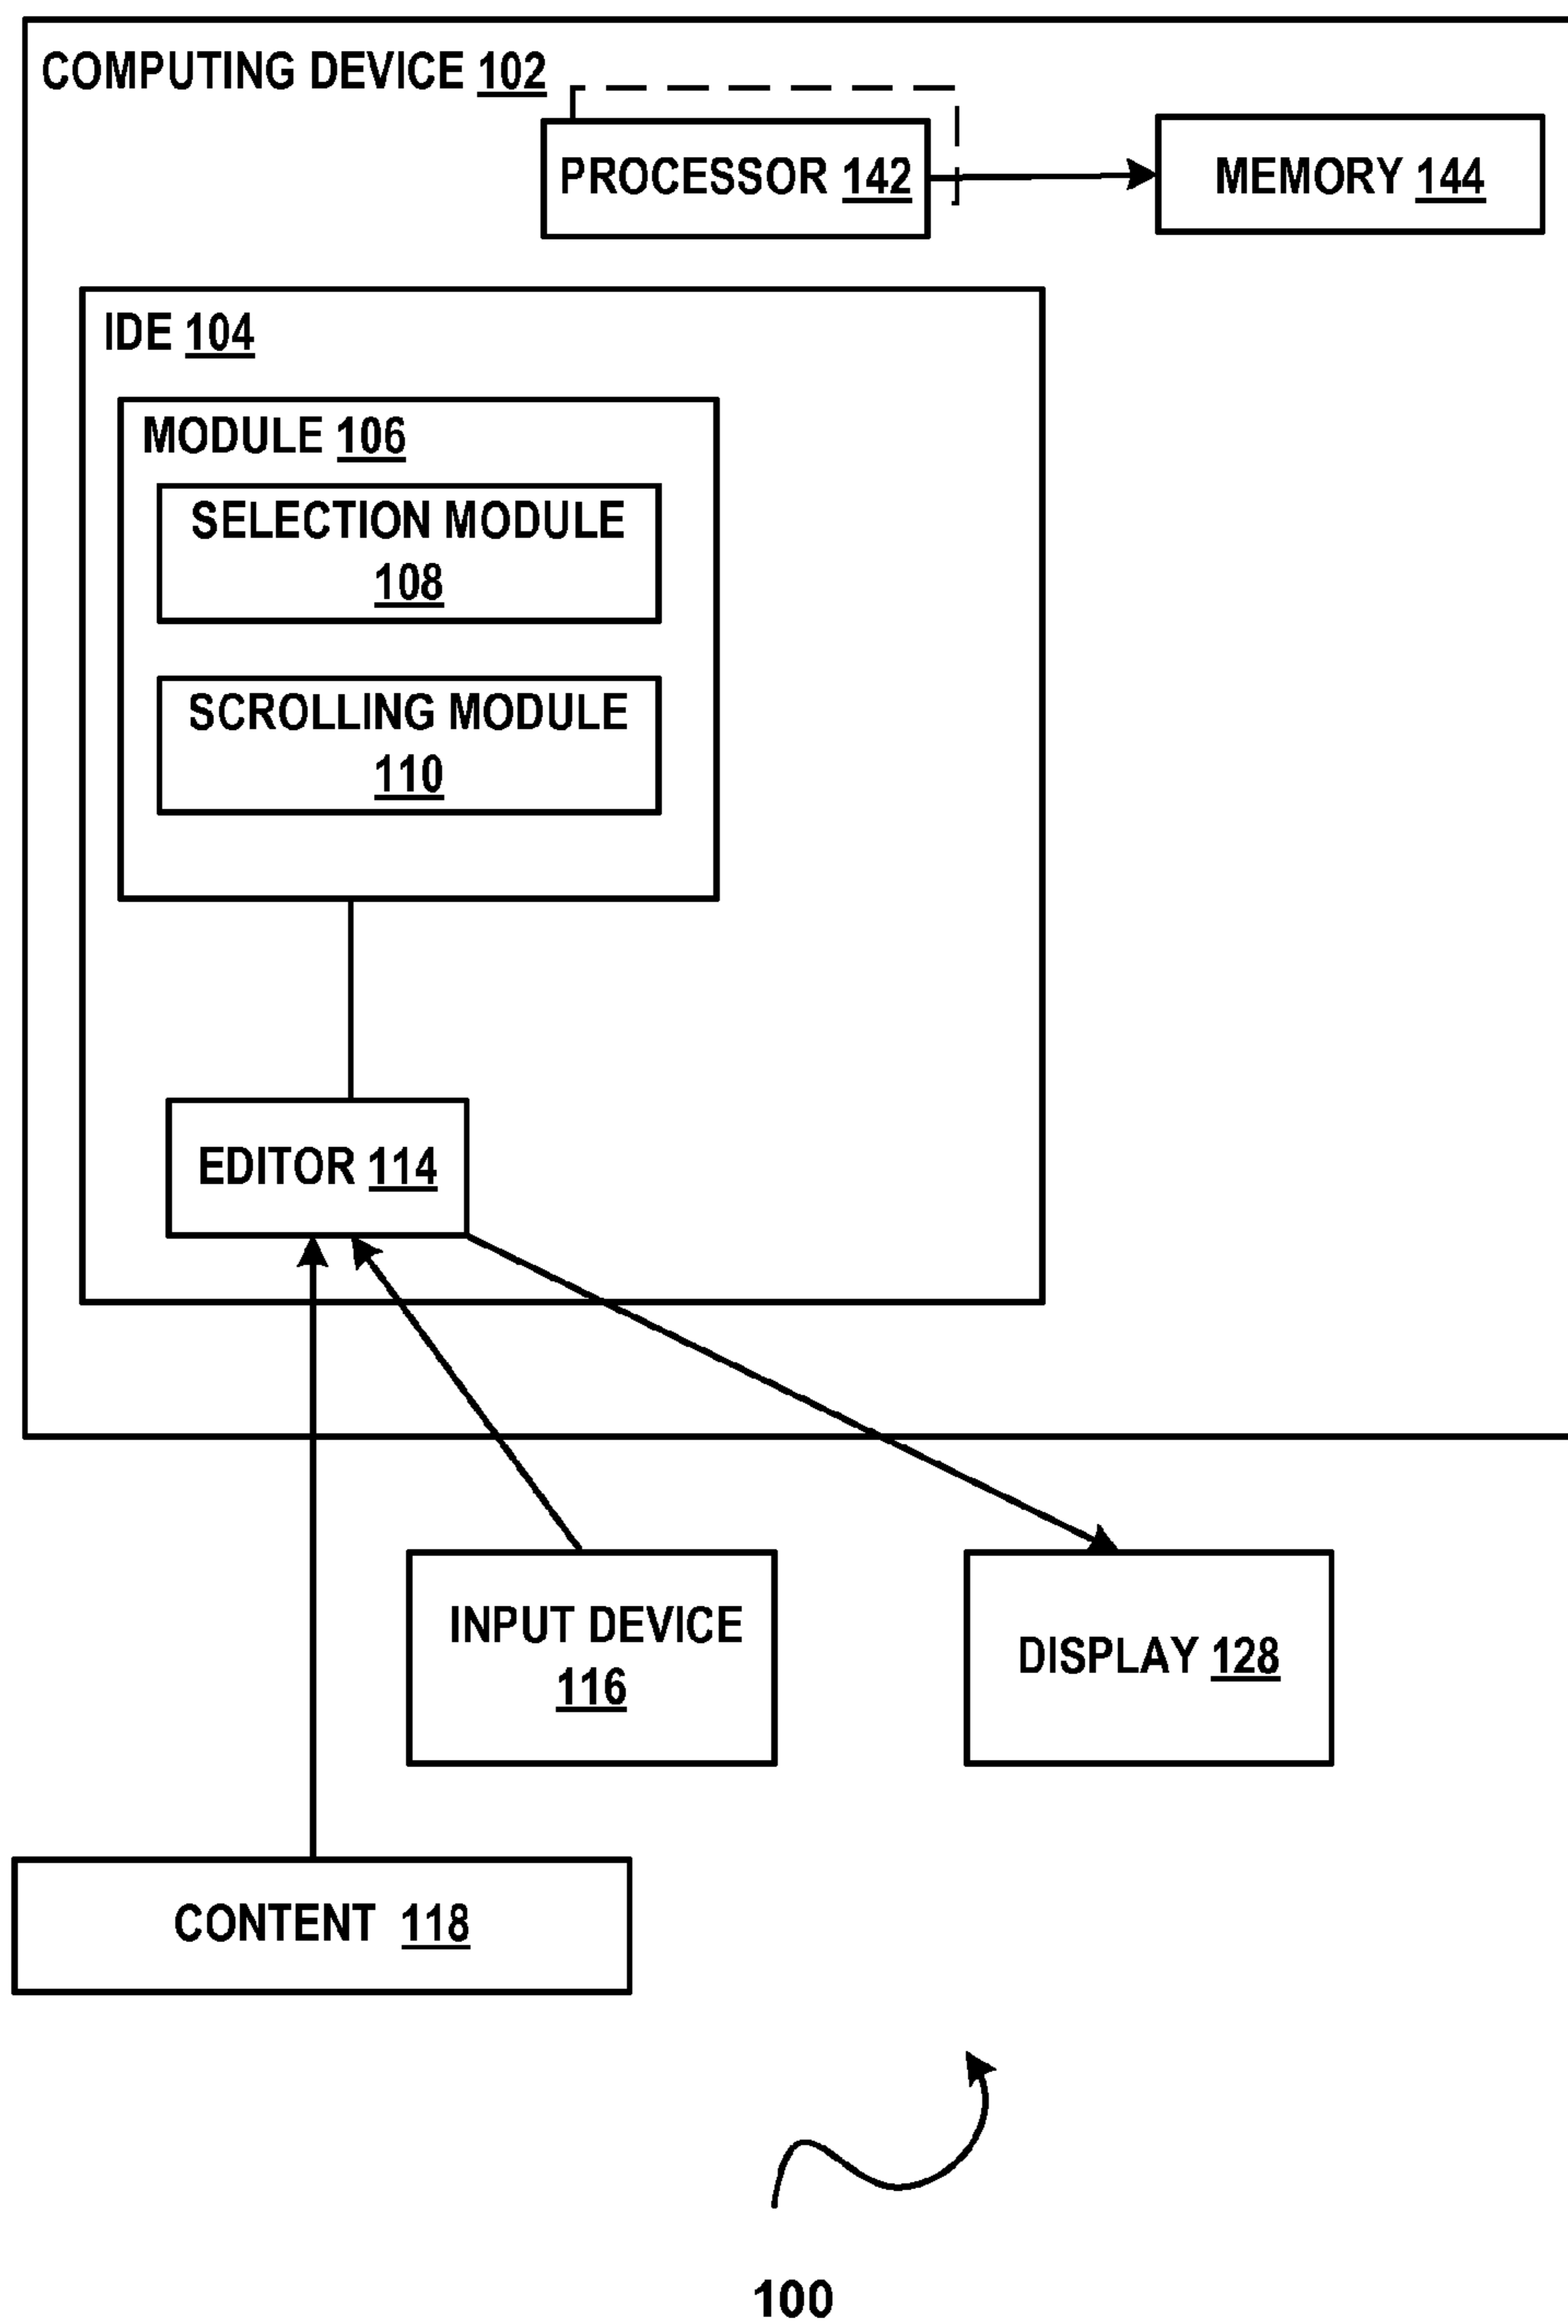 COMPUTING DEVICE 102
PROCESSOR 142
MEMORY 144
IDE 104
MODULE 106
SELECTION MODULE
108
SCROLLING MODULE
110
EDITOR 114
INPUT DEVICE
116
DISPLAY 128
CONTENT 118
100